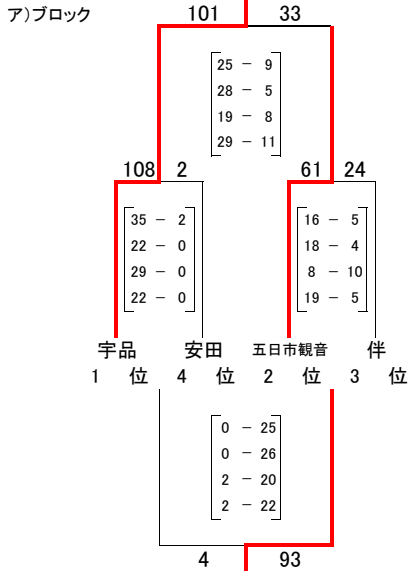 ア）ブロック
101 33
25 － 9
28 － 5
19 － 8
29 － 11
108 2 61 24
35 － 2 16 － 5
22 － 0 18 － 4
29 － 0 8 － 10
22 － 0 19 － 5
宇品 安田 五日市観音 伴
1 位 4 位 2 位 3 位
0 － 25
0 － 26
2 － 20
2 － 22
4 93